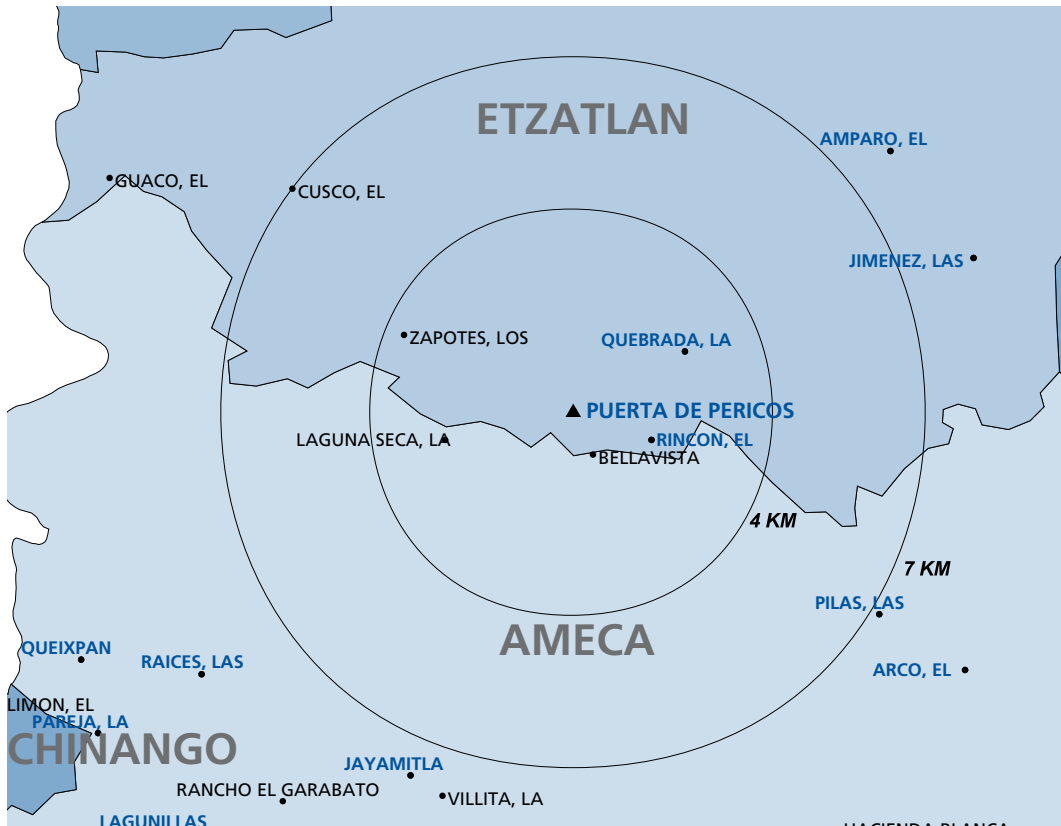 ETZATLAN
AMPARO, EL
GUACO, EL
CUSCO, EL
JIMENEZ, LAS
ZAPOTES, LOS
QUEBRADA, LA
PUERTA DE PERICOS
LAGUNA SECA, LA
RINCON, EL
BELLAVISTA
4 KM
7 KM
PILAS, LAS
AMECA
QUEIXPAN
RAICES, LAS
ARCO, EL
LIMON, EL
PAREJA, LA
CHINANGO
JAYAMITLA
RANCHO EL GARABATO
VILLITA, LA
LAGUNILLAS
HACIENDA BLANCA